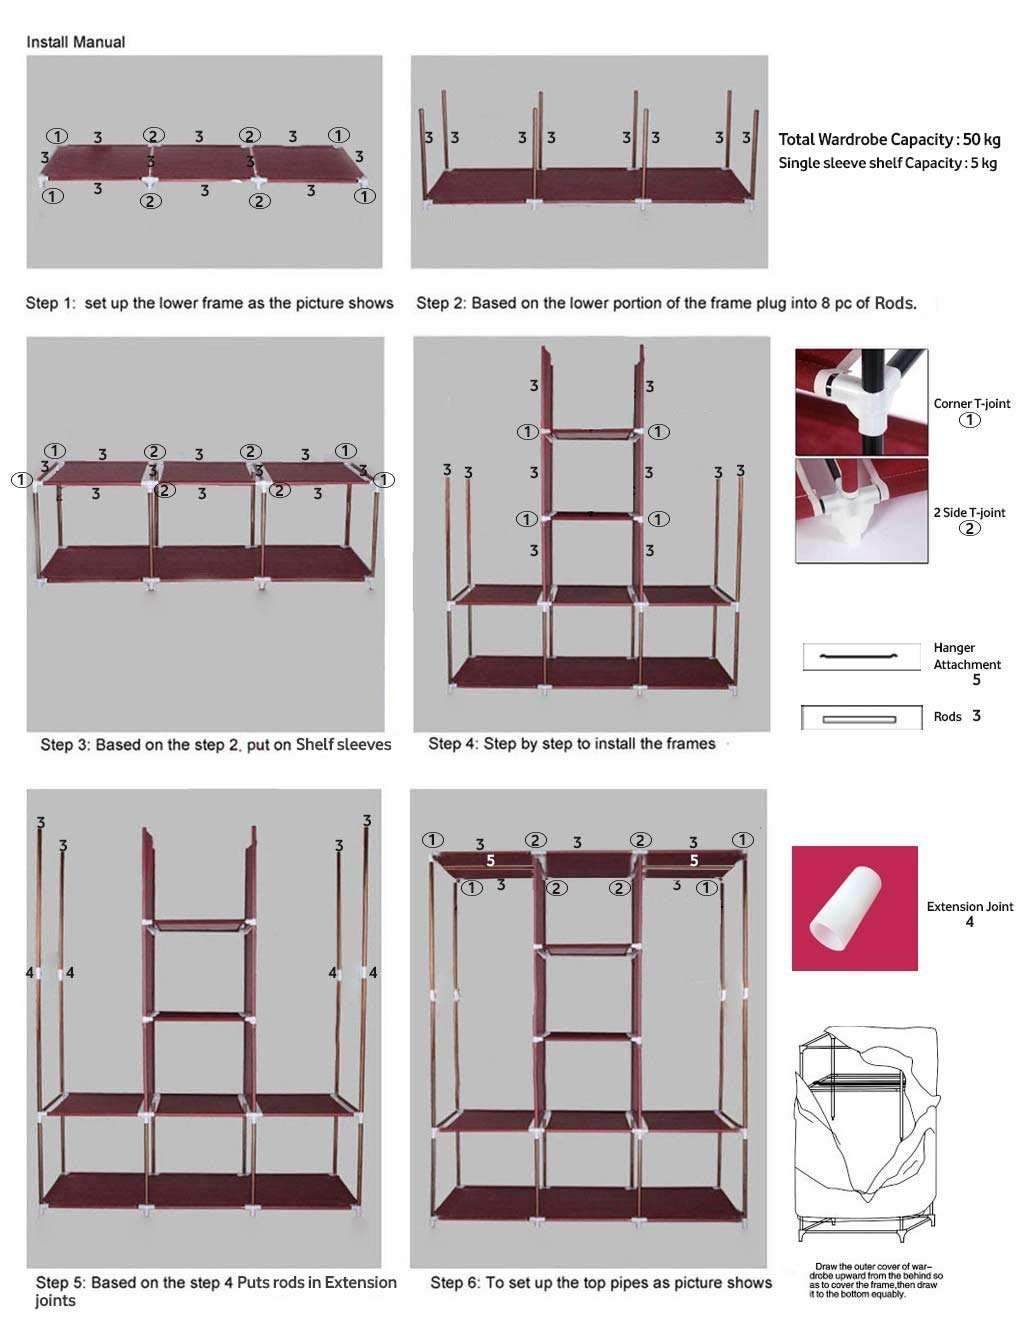 Install Manual
1 3 2 3 2 3 1
3 3 3 3
1 3 2 3 2 3 1
3 3 3 3 3 3 3 3
Total Wardrobe Capacity : 50 kg
Single sleeve shelf Capacity : 5 kg
Step 1: set up the lower frame as the picture shows
Step 2: Based on the lower portion of the frame plug into 8 pc of Rods.
1 3 2 3 2 3 1
1 3 3 3 3 1
3 2 3 2 3
3 3
1 1
3 3 3 3 3 3
1 1
3 3
Corner T-joint
1
2 Side T-joint
2
Hanger
Attachment
5
Rods 3
Step 3: Based on the step 2, put on Shelf sleeves
Step 4: Step by step to install the frames
3 3 3 3
4 4 4 4
1 3 2 3 2 3 1
5 5
1 3 2 2 3 1
Extension Joint
4
Step 5: Based on the step 4 Puts rods in Extension
joints
Step 6: To set up the top pipes as picture shows
Draw the outer cover of war-
drobe upward from the behind so
as to cover the frame,then draw
it to the bottom equably.